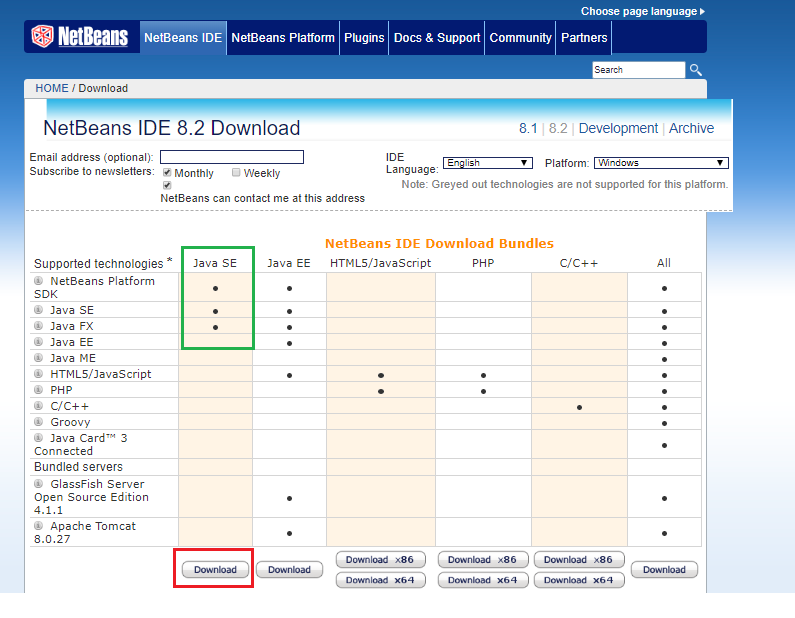 Choose page language
NetBeans
NetBeans IDE
NetBeans Platform
Plugins
Docs & Support
Community
Partners
Search
HOME / Download
NetBeans IDE 8.2 Download
8.1 | 8.2 | Development | Archive
Email address (optional):
Subscribe to newsletters:
Monthly
Weekly
NetBeans can contact me at this address
IDE
Language:
English
Platform:
Windows
Note: Greyed out technologies are not supported for this platform.
NetBeans IDE Download Bundles
Supported technologies *
Java SE
Java EE
HTML5/JavaScript
PHP
C/C++
All
NetBeans Platform
SDK
Java SE
Java FX
Java EE
Java ME
HTML5/JavaScript
PHP
C/C++
Groovy
Java Card™ 3
Connected
Bundled servers
GlassFish Server
Open Source Edition
4.1.1
Apache Tomcat
8.0.27
Download
Download
Download x86
Download x64
Download x86
Download x64
Download x86
Download x64
Download